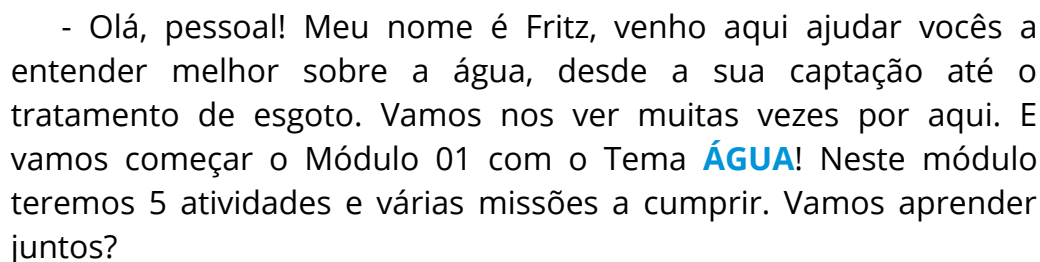 - Olá, pessoal! Meu nome é Fritz, venho aqui ajudar vocês a
entender melhor sobre a água, desde a sua captação até o
tratamento de esgoto. Vamos nos ver muitas vezes por aqui. E
vamos começar o Módulo 01 com o Tema ÁGUA! Neste módulo
teremos 5 atividades e várias missões a cumprir. Vamos aprender
juntos?